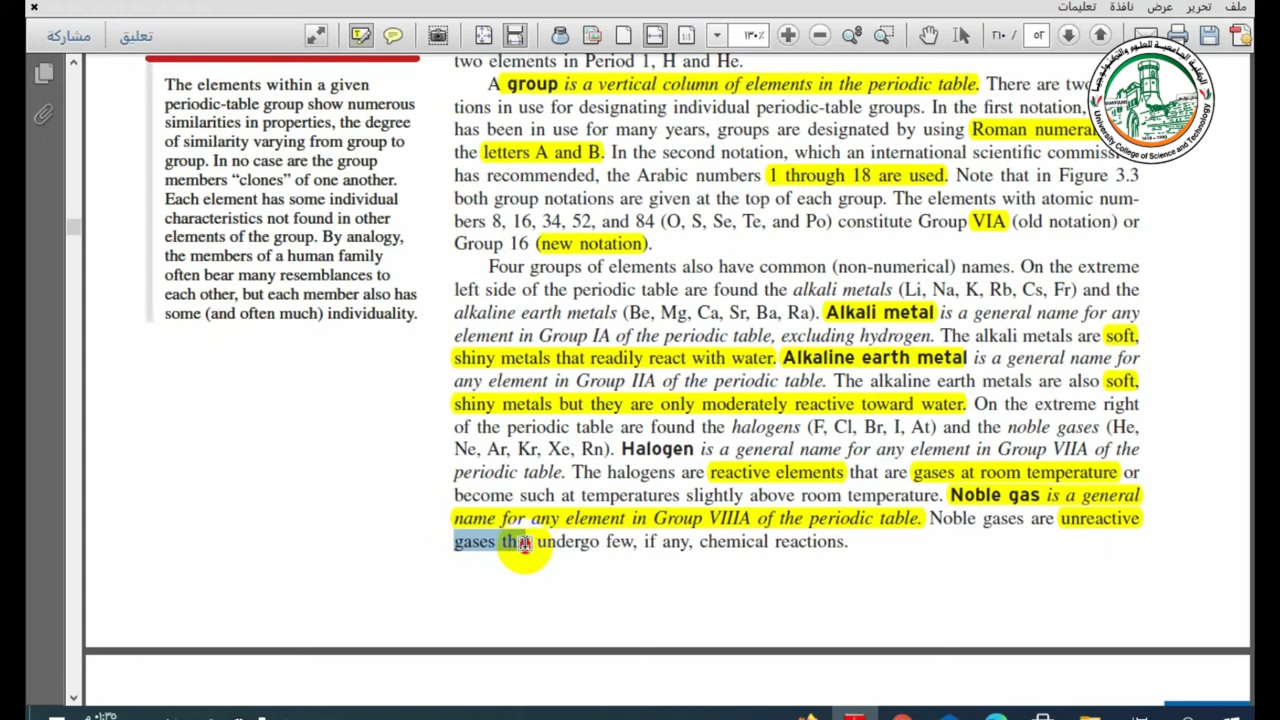 ملف تحرير عرض نافذة تعليمات
مشاركة تعليق ١٣٠٪ ٢١٠ / ٥٢
The elements within a given
periodic-table group show numerous
similarities in properties, the degree
of similarity varying from group to
group. In no case are the group
members “clones” of one another.
Each element has some individual
characteristics not found in other
elements of the group. By analogy,
the members of a human family
often bear many resemblances to
each other, but each member also has
some (and often much) individuality.
two elements in Period 1, H and He.
A group is a vertical column of elements in the periodic table. There are two
tions in use for designating individual periodic-table groups. In the first notation,
has been in use for many years, groups are designated by using Roman numera
the letters A and B. In the second notation, which an international scientific commiss
has recommended, the Arabic numbers 1 through 18 are used. Note that in Figure 3.3
both group notations are given at the top of each group. The elements with atomic num-
bers 8, 16, 34, 52, and 84 (O, S, Se, Te, and Po) constitute Group VIA (old notation) or
Group 16 (new notation).
Four groups of elements also have common (non-numerical) names. On the extreme
left side of the periodic table are found the alkali metals (Li, Na, K, Rb, Cs, Fr) and the
alkaline earth metals (Be, Mg, Ca, Sr, Ba, Ra). Alkali metal is a general name for any
element in Group IA of the periodic table, excluding hydrogen. The alkali metals are soft,
shiny metals that readily react with water. Alkaline earth metal is a general name for
any element in Group IIA of the periodic table. The alkaline earth metals are also soft,
shiny metals but they are only moderately reactive toward water. On the extreme right
of the periodic table are found the halogens (F, Cl, Br, I, At) and the noble gases (He,
Ne, Ar, Kr, Xe, Rn). Halogen is a general name for any element in Group VIIA of the
periodic table. The halogens are reactive elements that are gases at room temperature or
become such at temperatures slightly above room temperature. Noble gas is a general
name for any element in Group VIIIA of the periodic table. Noble gases are unreactive
gases th undergo few, if any, chemical reactions.
University College of Science and Technology